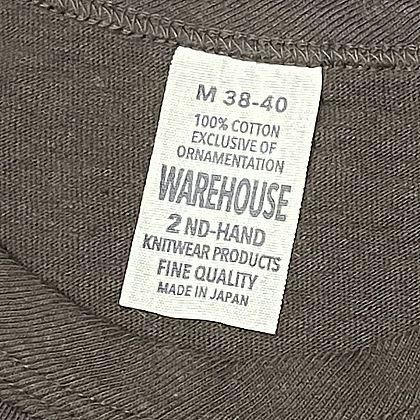 M 38-40
100% COTTON
EXCLUSIVE OF
ORNAMENTATION
WAREHOUSE
2 ND-HAND
KNITWEAR PRODUCTS
FINE QUALITY
MADE IN JAPAN